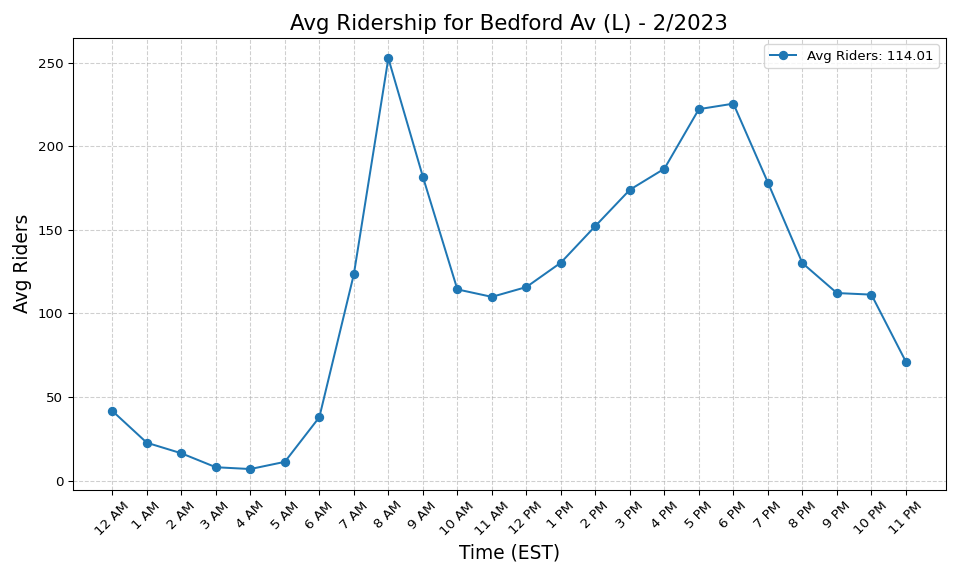 Avg Ridership for Bedford Av (L) - 2/2023
Avg Riders: 114.01
Avg Riders
250
200
150
100
50
0
12 AM
1 AM
2 AM
3 AM
4 AM
5 AM
6 AM
7 AM
8 AM
9 AM
10 AM
11 AM
12 PM
1 PM
2 PM
3 PM
4 PM
5 PM
6 PM
7 PM
8 PM
9 PM
10 PM
11 PM
Time (EST)